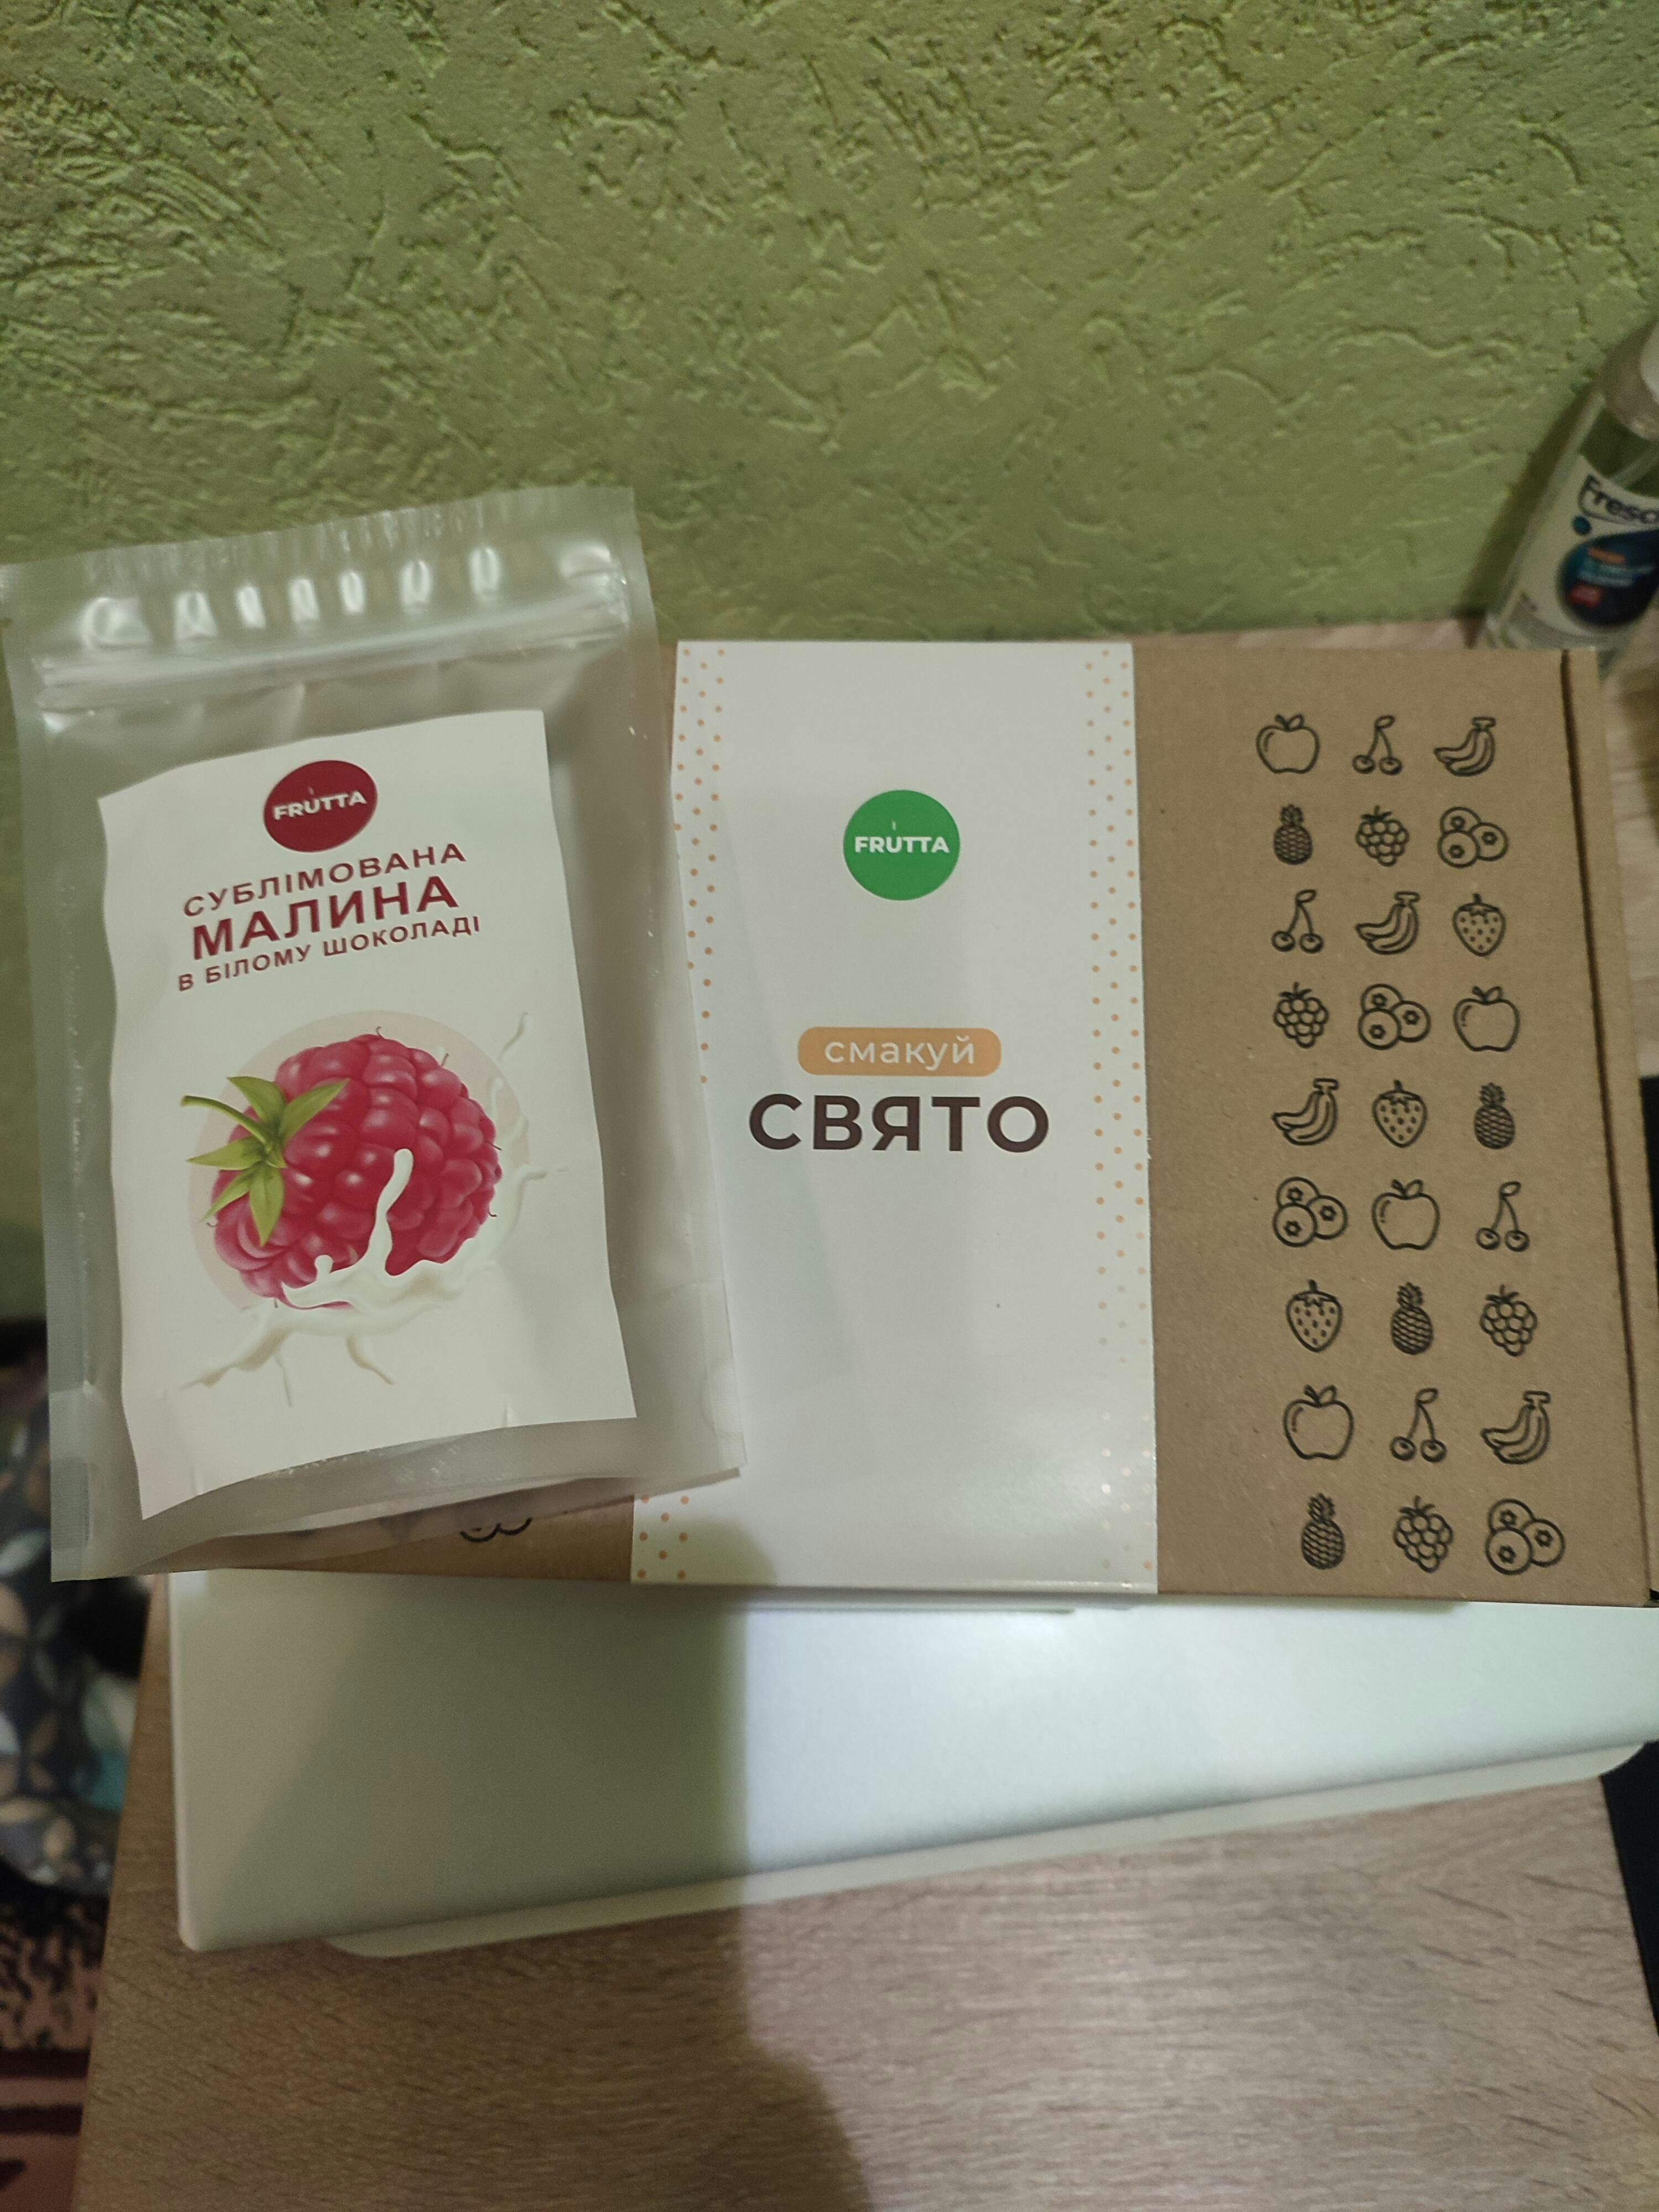 FRUTTA
СУБЛІМОВАНА
МАЛИНА
В БІЛОМУ ШОКОЛАДІ
FRUTTA
смакуй
СВЯТО